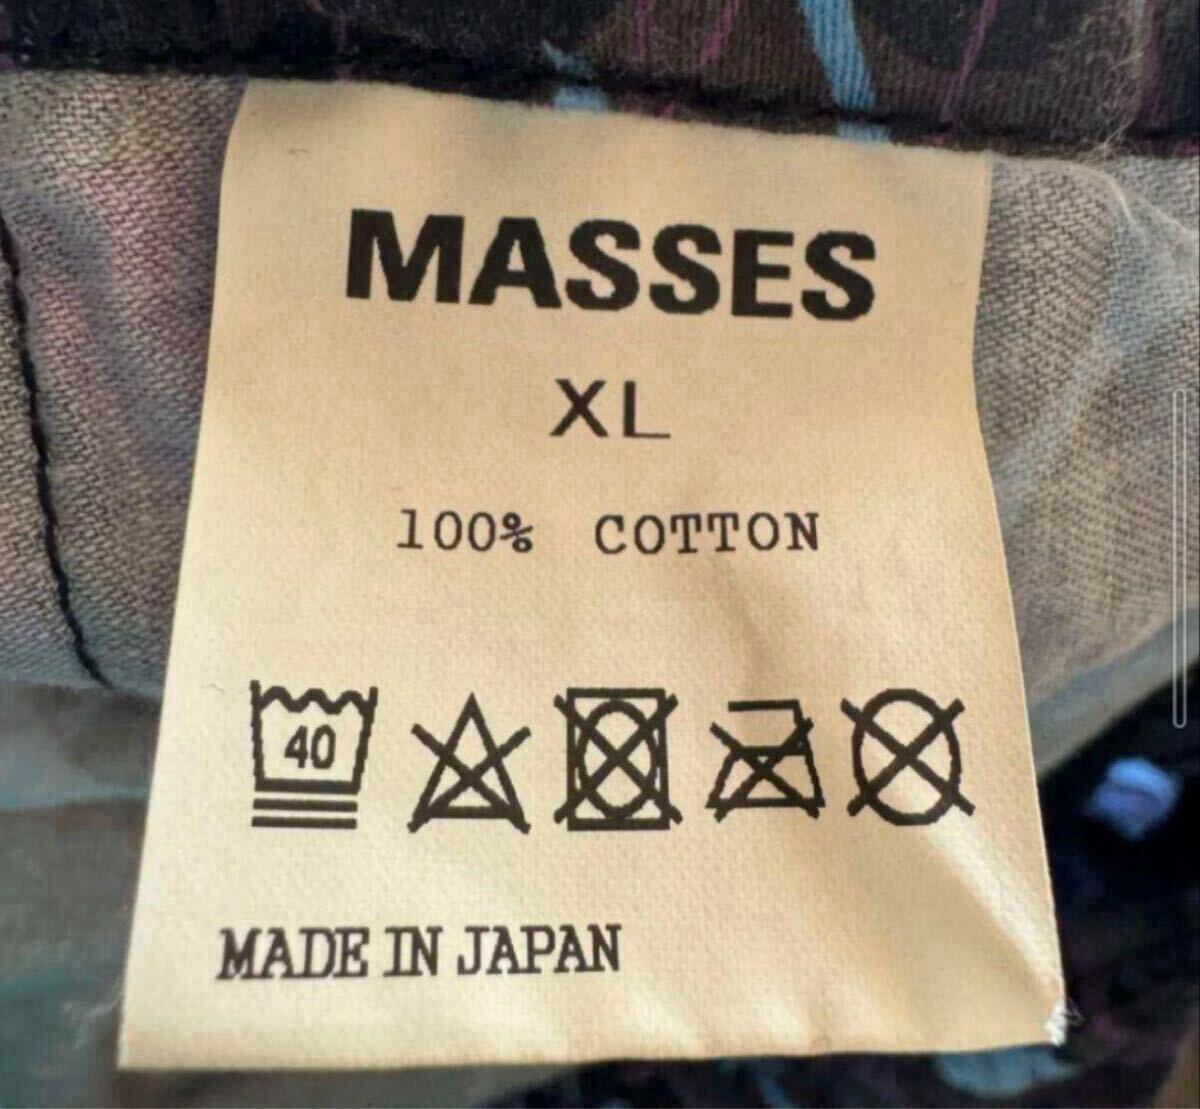 MASSES
XL
100% COTTON
40
MADE IN JAPAN